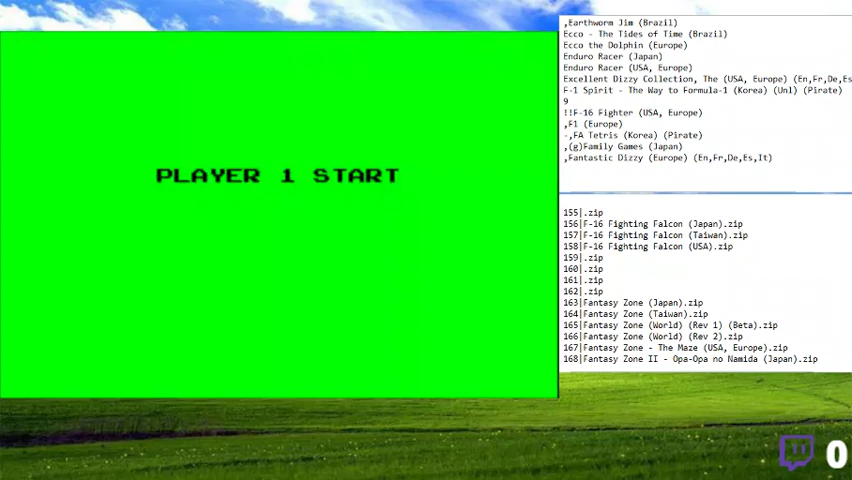 PLAYER 1 START
,Earthworm Jim (Brazil)
Ecco - The Tides of Time (Brazil)
Ecco the Dolphin (Europe)
Enduro Racer (Japan)
Enduro Racer (USA, Europe)
Excellent Dizzy Collection, The (USA, Europe) (En,Fr,De,Es
F-1 Spirit - The Way to Formula-1 (Korea) (Unl) (Pirate)
9
!!F-16 Fighter (USA, Europe)
,F1 (Europe)
-,FA Tetris (Korea) (Pirate)
,(g)Family Games (Japan)
,Fantastic Dizzy (Europe) (En,Fr,De,Es,It)
155|.zip
156|F-16 Fighting Falcon (Japan).zip
157|F-16 Fighting Falcon (Taiwan).zip
158|F-16 Fighting Falcon (USA).zip
159|.zip
160|.zip
161|.zip
162|.zip
163|Fantasy Zone (Japan).zip
164|Fantasy Zone (Taiwan).zip
165|Fantasy Zone (World) (Rev 1) (Beta).zip
166|Fantasy Zone (World) (Rev 2).zip
167|Fantasy Zone - The Maze (USA, Europe).zip
168|Fantasy Zone II - Opa-Opa no Namida (Japan).zip
0